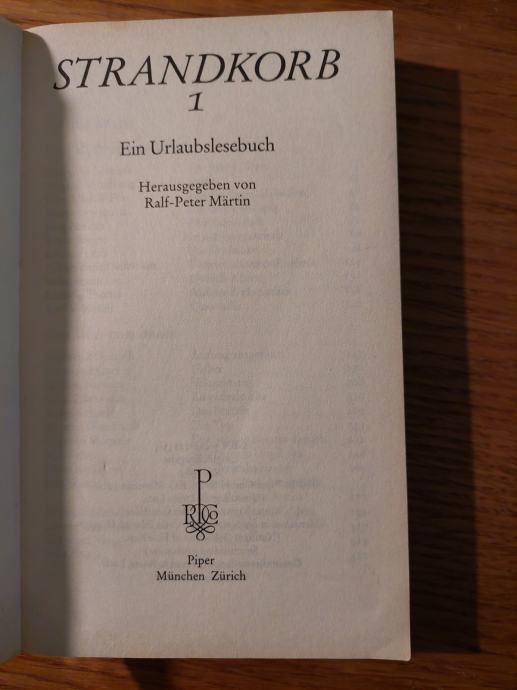 STRANDKORB
1
Ein Urlaubslesebuch
Herausgegeben von
Ralf-Peter Märtin
Piper
München Zürich